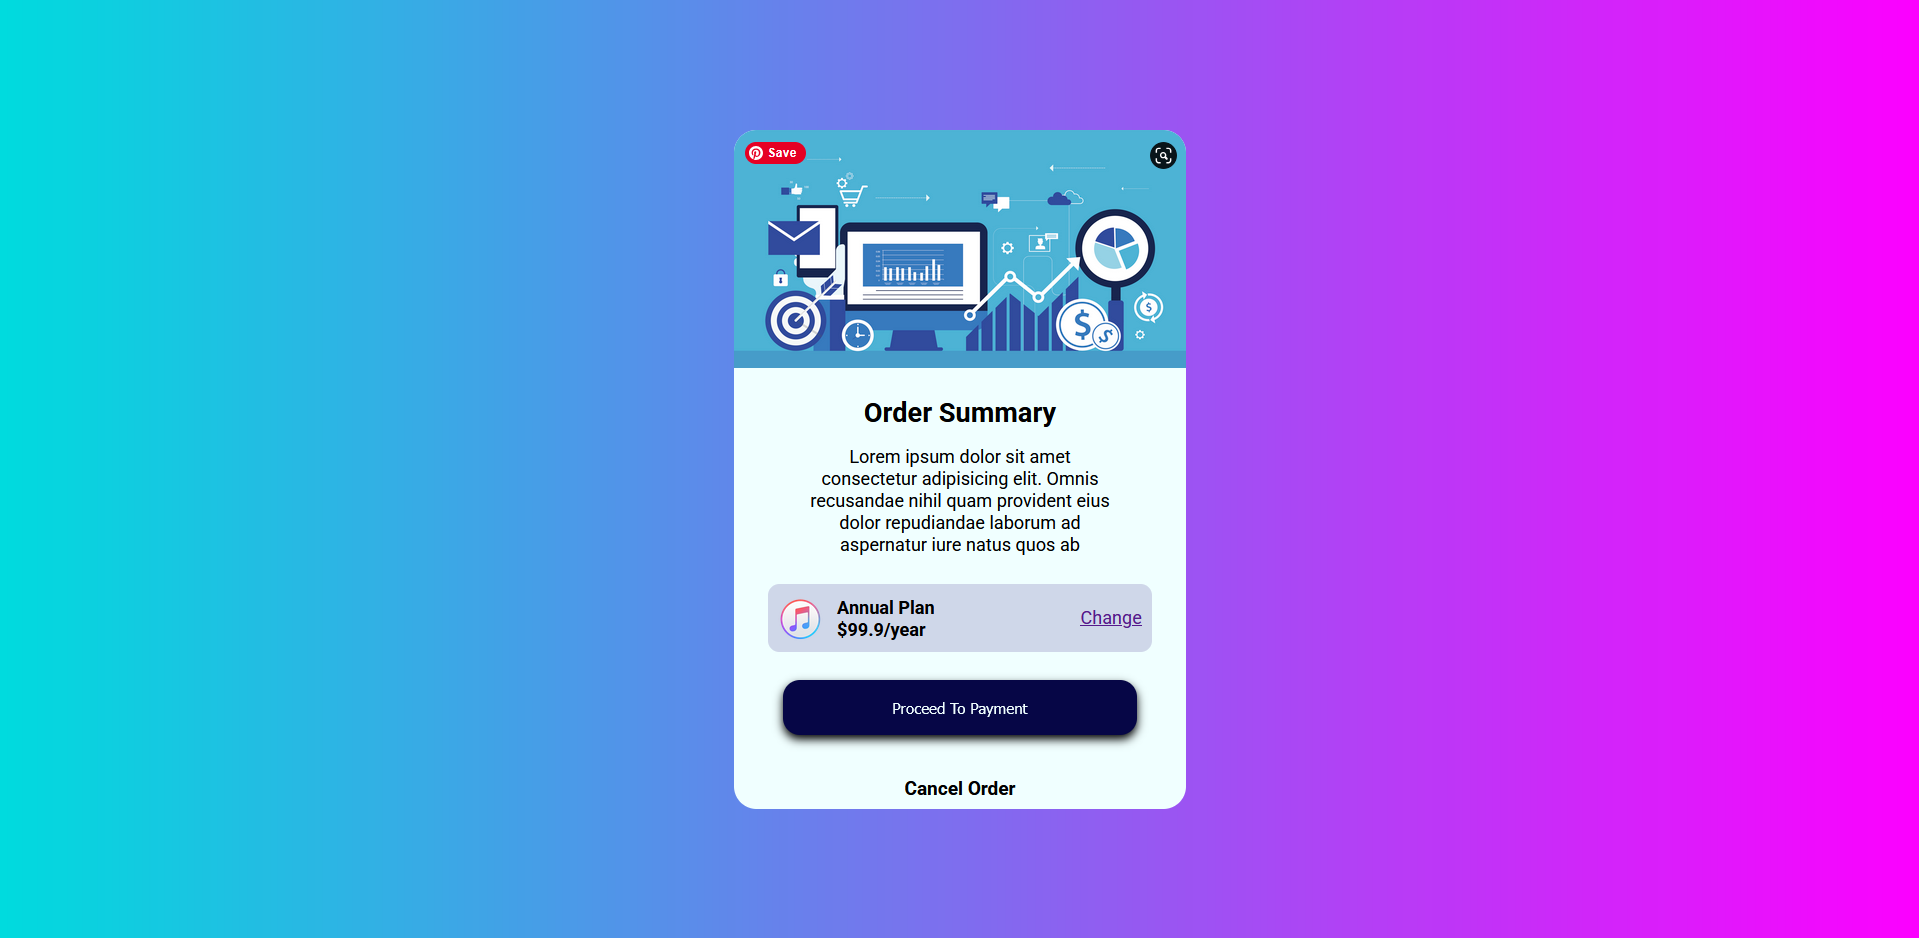 Save
Order Summary
Lorem ipsum dolor sit amet
consectetur adipisicing elit. Omnis
recusandae nihil quam provident eius
dolor repudiandae laborum ad
aspernatur iure natus quos ab
Annual Plan
$99.9/year
Change
Proceed To Payment
Cancel Order